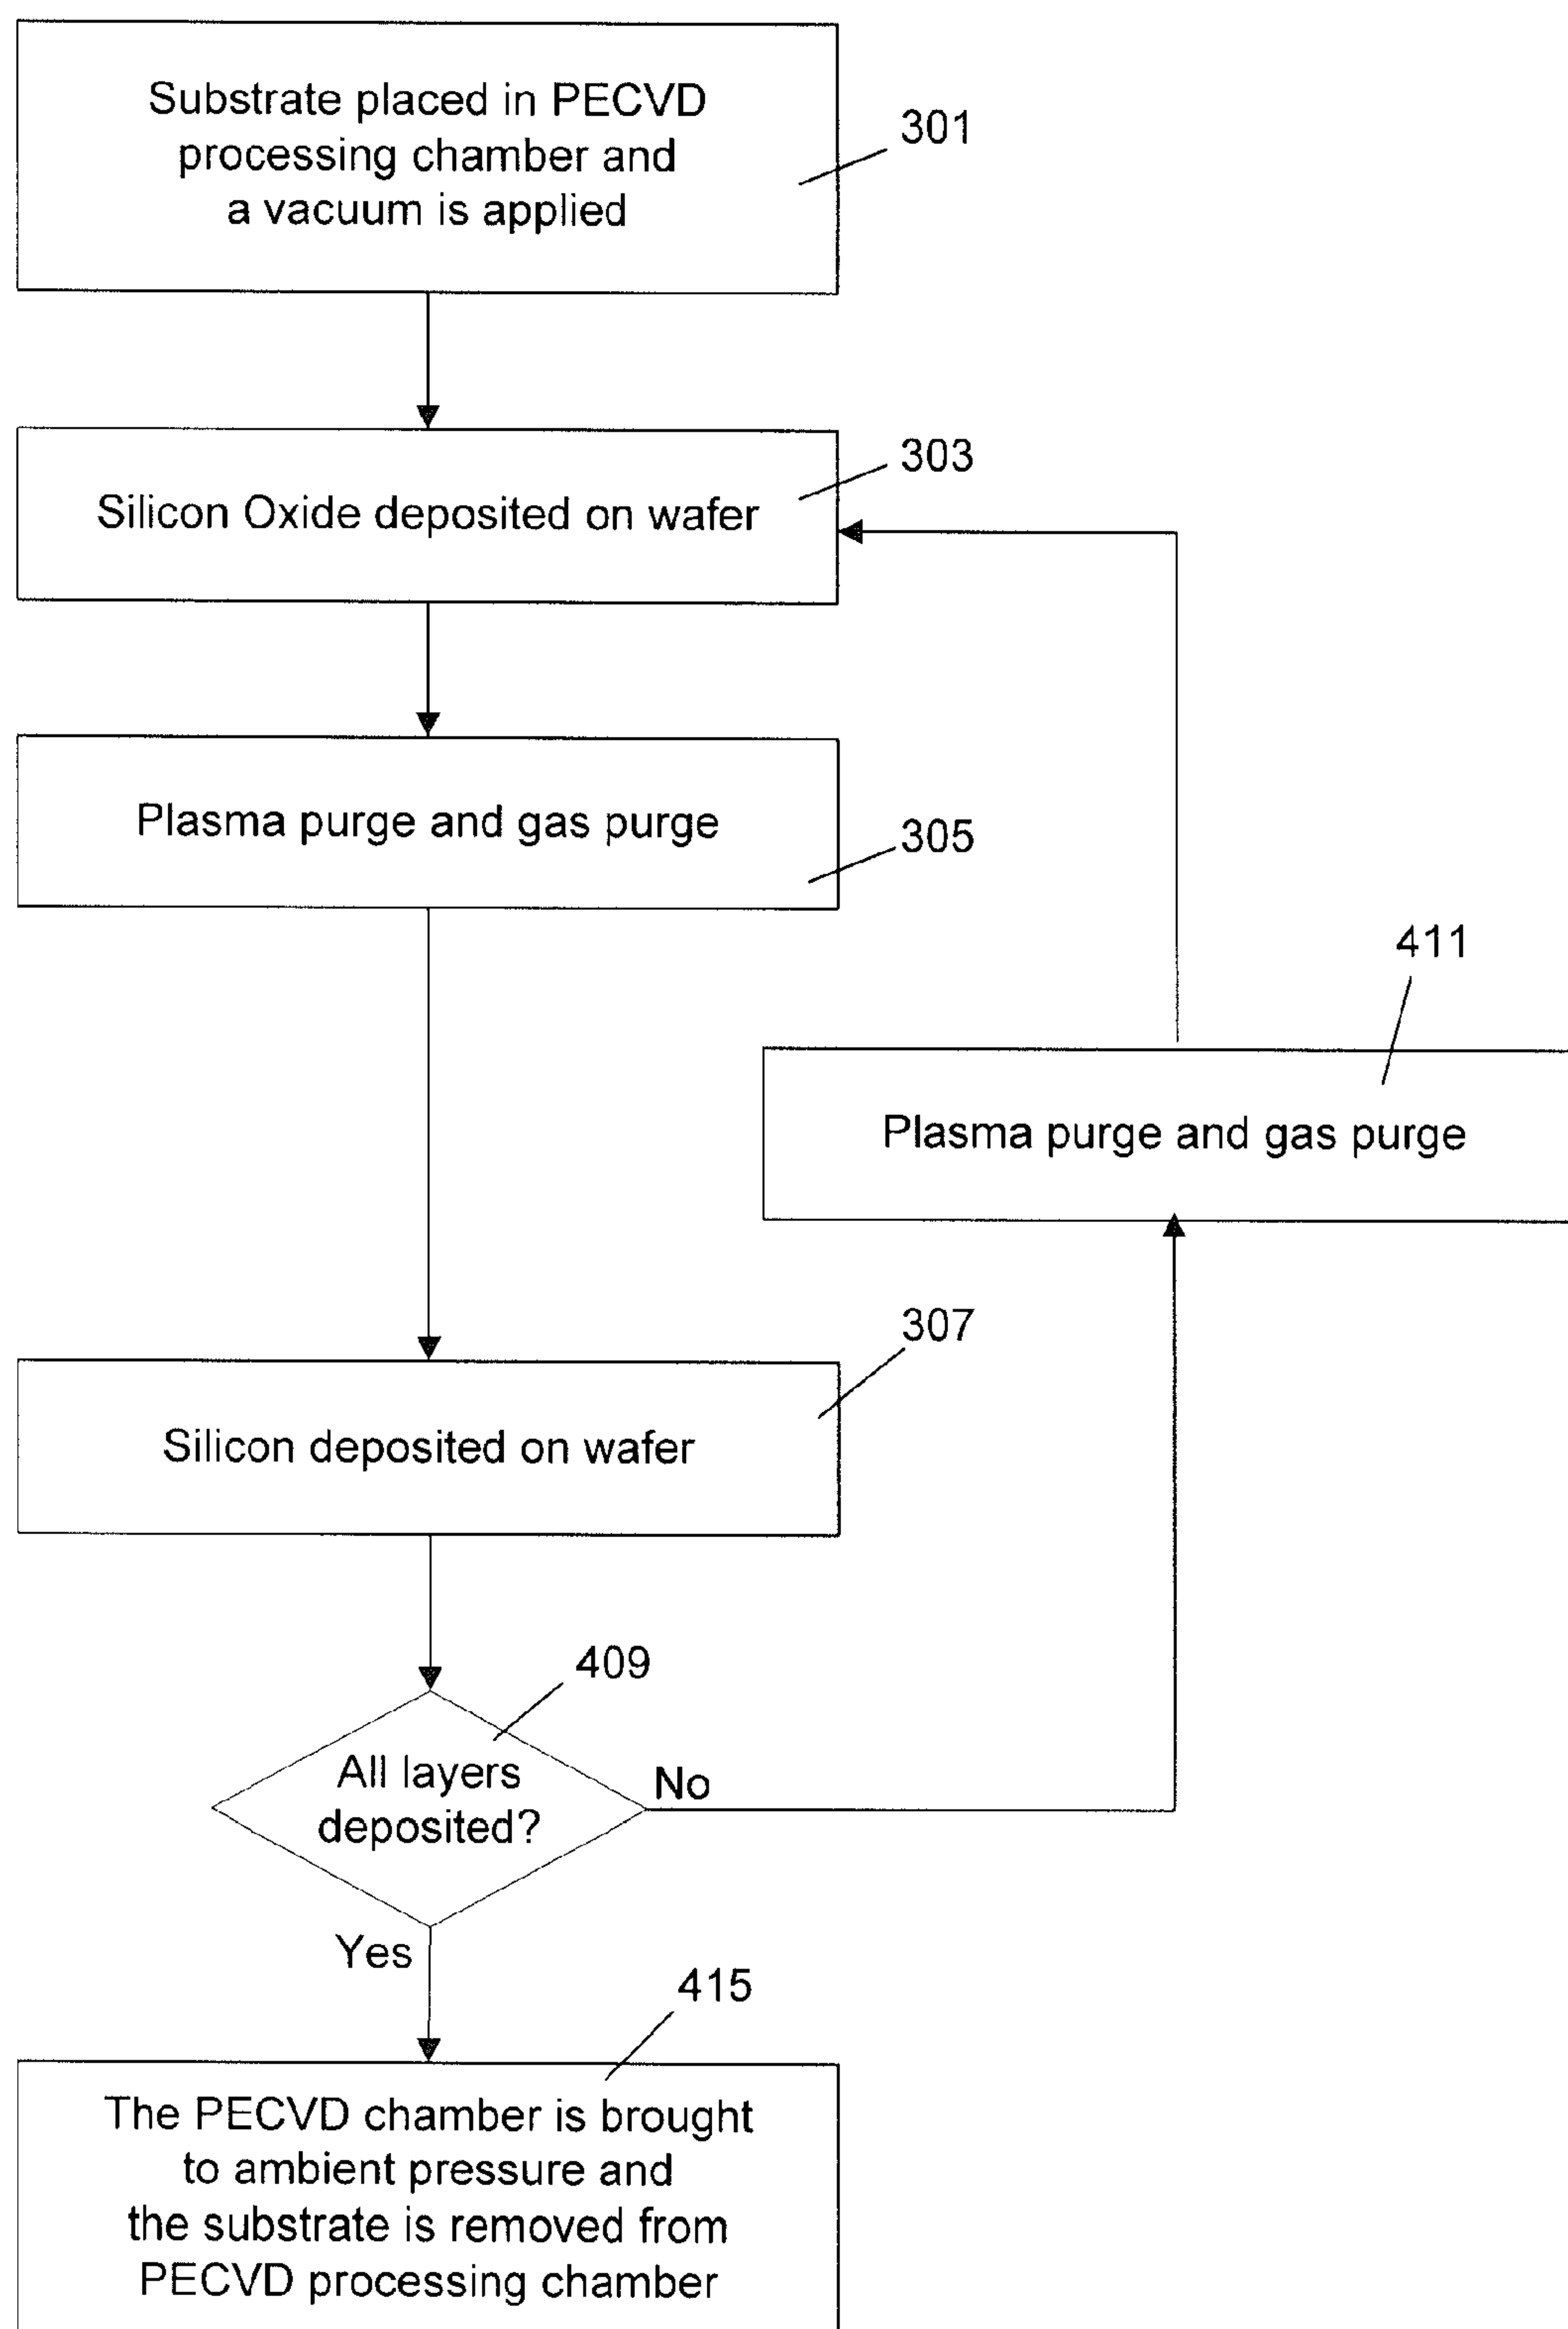 Substrate placed in PECVD
processing chamber and
a vacuum is applied
301
Silicon Oxide deposited on wafer
303
Plasma purge and gas purge
305
411
Plasma purge and gas purge
307
Silicon deposited on wafer
409
All layers
deposited?
No
Yes
415
The PECVD chamber is brought
to ambient pressure and
the substrate is removed from
PECVD processing chamber